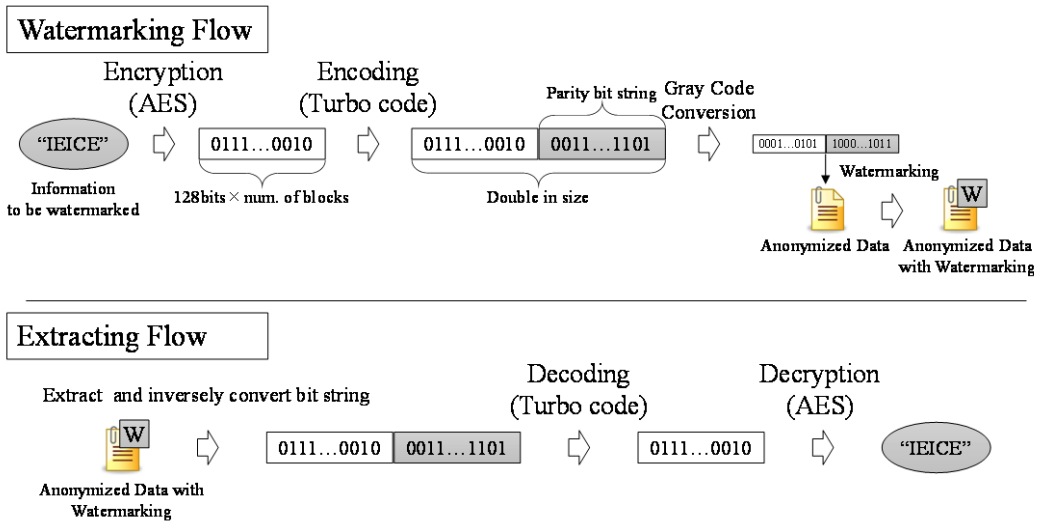 Watermarking Flow
Encryption
(AES)
Encoding
(Turbo code)
Parity bit string
Gray Code
Conversion
"IEICE"
0111…0010
0111…0010
0011…1101
0001…0101
1000…1011
Information
to be watermarked
128bits × num. of blocks
Double in size
Watermarking
W
Anonymized Data
Anonymized Data
with Watermarking
Extracting Flow
Extract and inversely convert bit string
Decoding
(Turbo code)
Decryption
(AES)
W
0111…0010
0011…1101
0111…0010
"IEICE"
Anonymized Data with
Watermarking